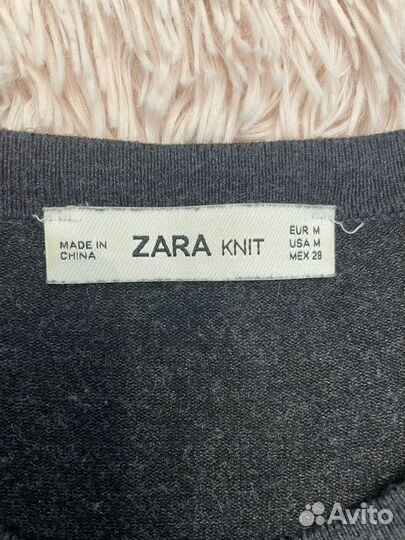 MADE IN
CHINA
ZARA KNIT
EUR M
USA M
MEX 28
Avito